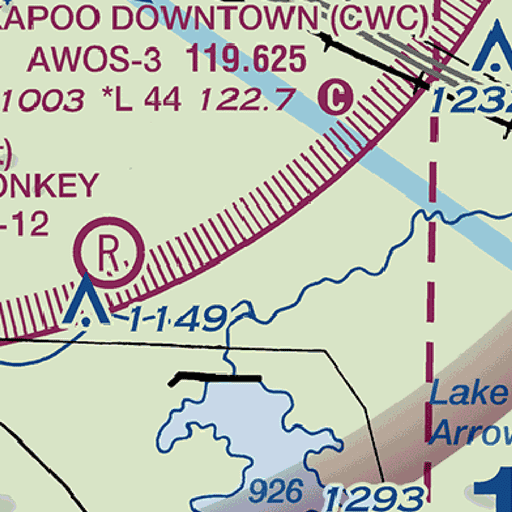 KAPOO DOWNTOWN (CWC)
AWOS-3 119.625
1003 *L 44 122.7 C
1232
ONKEY
-12
R
1149
Lake
Arrow
926
1293
1